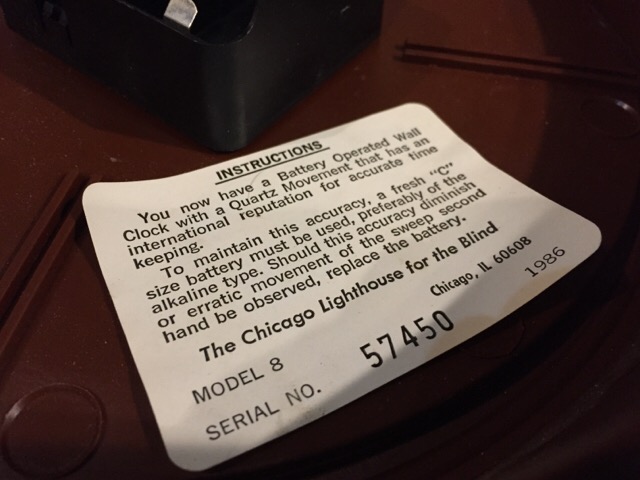 INSTRUCTIONS
You now have a Battery Operated Wall
Clock with a Quartz Movement that has an
international reputation for accurate time
keeping.
To maintain this accuracy, a fresh "C"
size battery must be used, preferably of the
alkaline type. Should this accuracy diminish
or erratic movement of the sweep second
hand be observed, replace the battery.
The Chicago Lighthouse for the Blind
Chicago, IL 60608
1986
MODEL 8
SERIAL NO. 57450